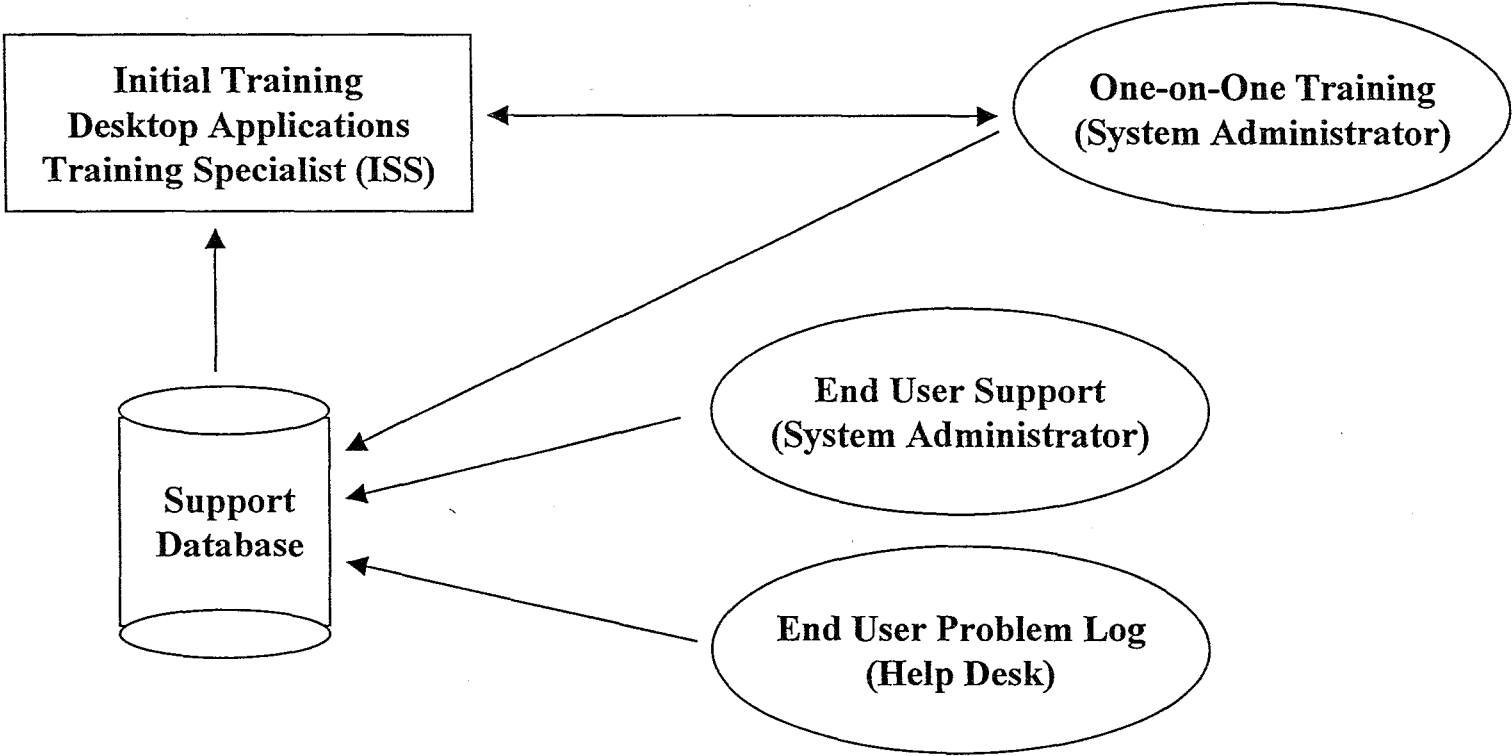 Initial Training
Desktop Applications
Training Specialist (ISS)
One-on-One Training
(System Administrator)
End User Support
(System Administrator)
Support
Database
End User Problem Log
(Help Desk)